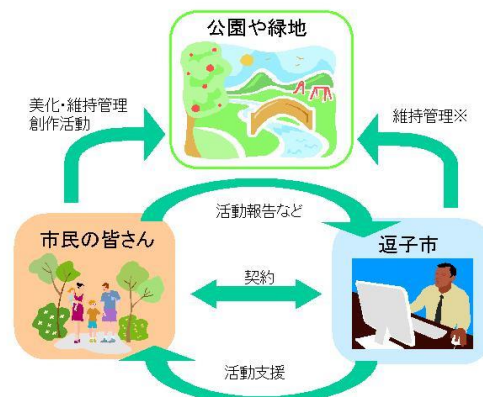 公園や緑地
美化・維持管理
創作活動
維持管理※
活動報告など
市民の皆さん
逗子市
契約
活動支援